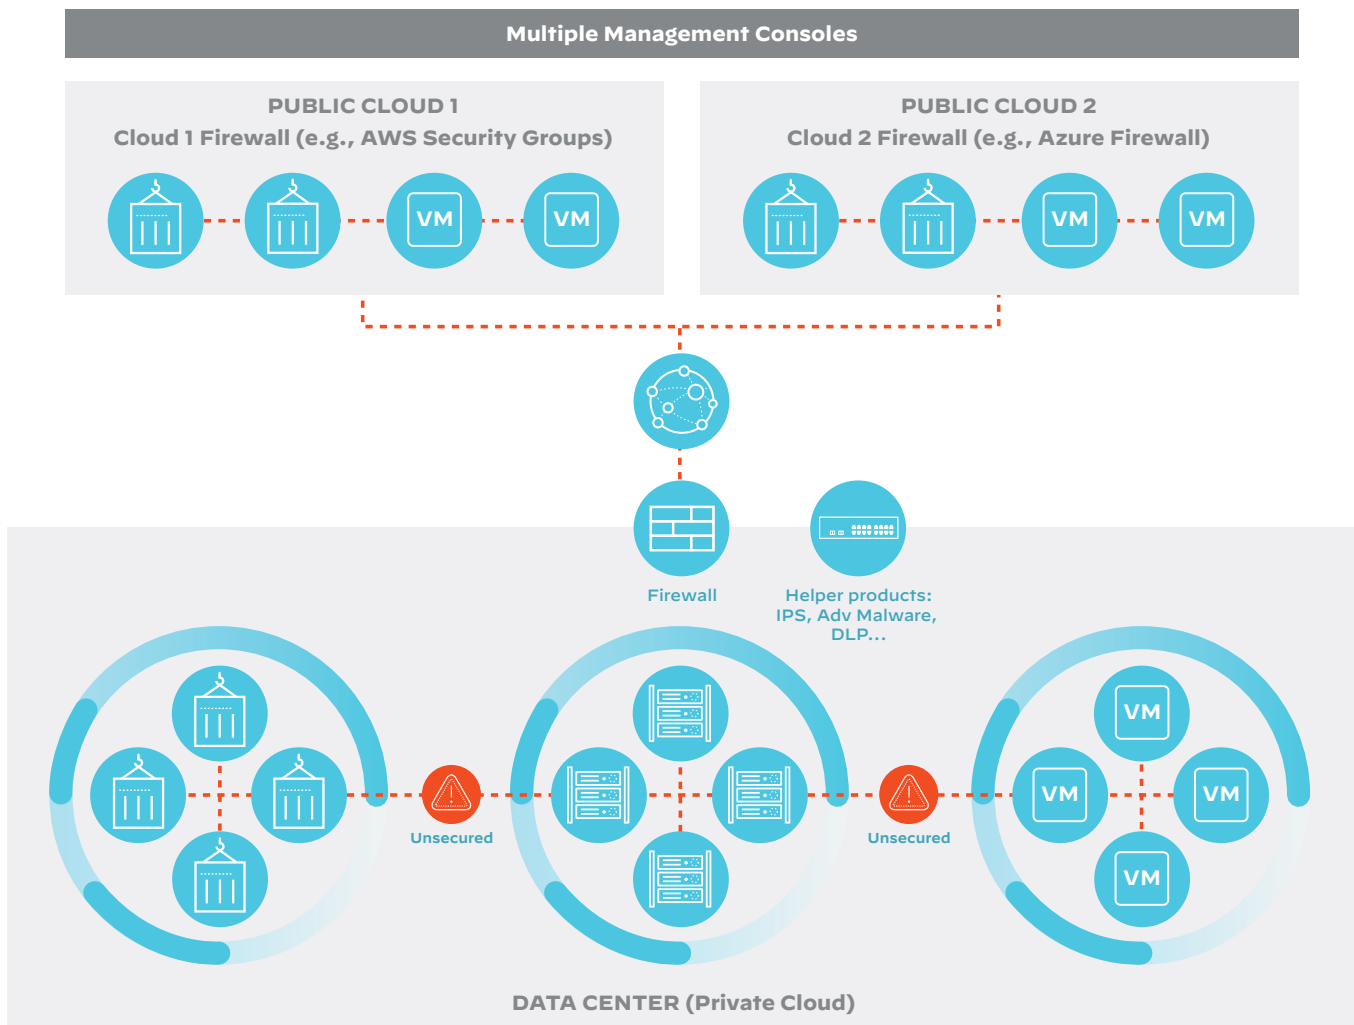 Multiple Management Consoles
PUBLIC CLOUD 1
Cloud 1 Firewall (e.g., AWS Security Groups)
VM
VM
PUBLIC CLOUD 2
Cloud 2 Firewall (e.g., Azure Firewall)
VM
VM
Firewall
Helper products:
IPS, Adv Malware,
DLP...
Unsecured
Unsecured
VM
VM
VM
VM
DATA CENTER (Private Cloud)